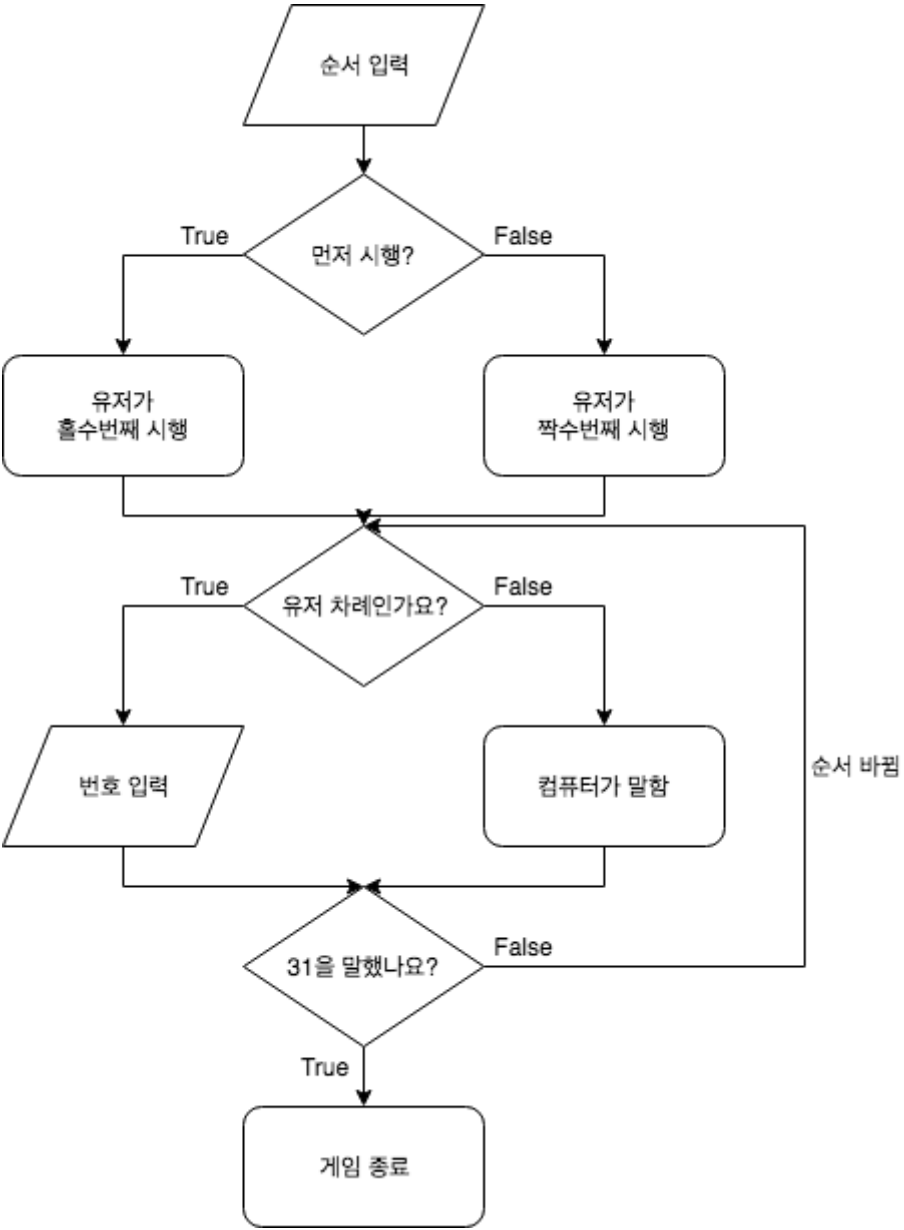 순서 입력
True
False
먼저 시행?
유저가
홀수번째 시행
유저가
짝수번째 시행
True
False
유저 차례인가요?
번호 입력
컴퓨터가 말함
순서 바뀜
False
31을 말했나요?
True
게임 종료